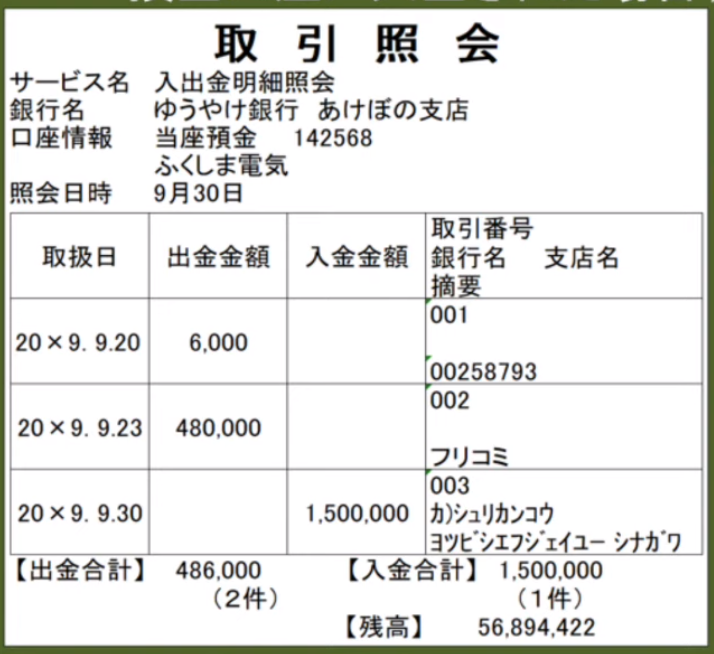 取引照会
サービス名 入出金明細照会
銀行名 ゆうやけ銀行 あけぼの支店
口座情報 当座預金 142568
ふくしま電気
照会日時 9月30日
取扱日 出金金額 入金金額 取引番号
銀行名 支店名
摘要
20×9. 9.20 6,000 001
00258793
20×9. 9.23 480,000 002
フリコミ
20×9. 9.30 1,500,000 003
カ)シュリカンコウ
ヨツビシエフジェイユー シナガワ
【出金合計】 486,000 【入金合計】 1,500,000
(2件) (1件)
【残高】 56,894,422